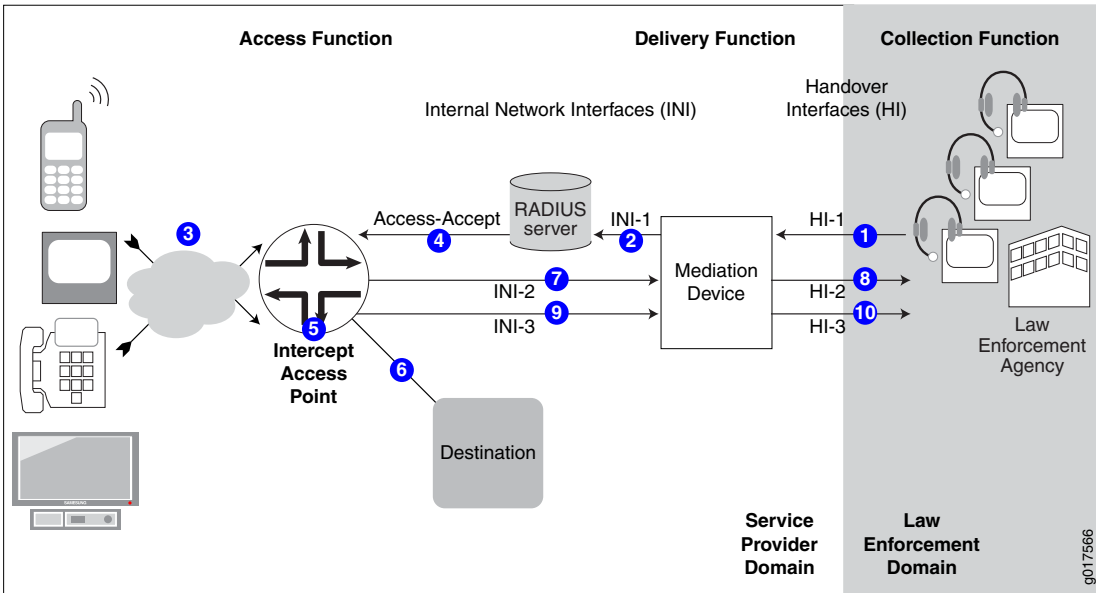 Access Function
Delivery Function
Collection Function
Internal Network Interfaces (INI)
Handover
Interfaces (HI)
3
Access-Accept
4
RADIUS
server
INI-1
2
HI-1
1
Mediation
Device
7
INI-2
8
HI-2
9
INI-3
10
HI-3
5
Intercept
Access
Point
6
Destination
Law
Enforcement
Agency
SAMSUNG
Service
Provider
Domain
Law
Enforcement
Domain
g017566